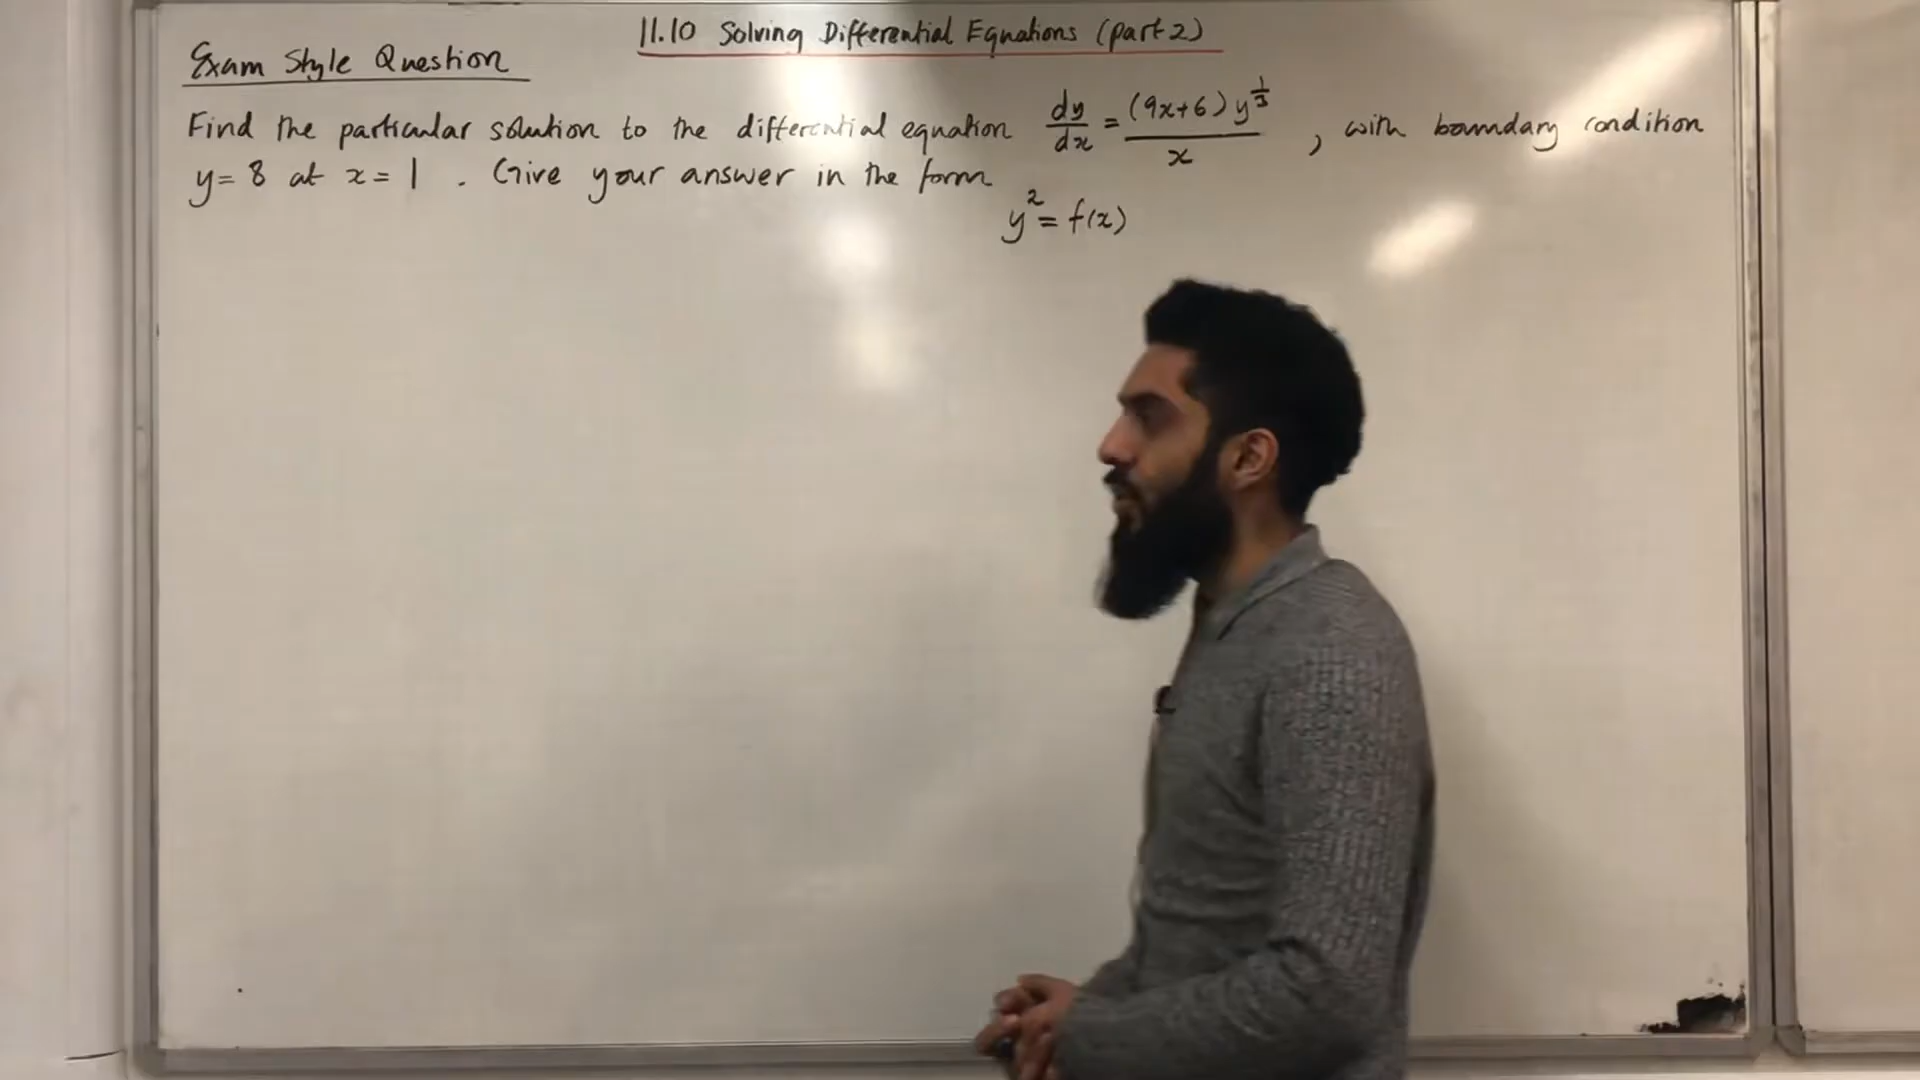 11.10 Solving Differential Equations (part 2)
Exam Style Question
Find the particular solution to the differential equation dy/dx = (9x+6)y^(1/3)/x , with boundary condition
y = 8 at x = 1 . Give your answer in the form
y² = f(x)